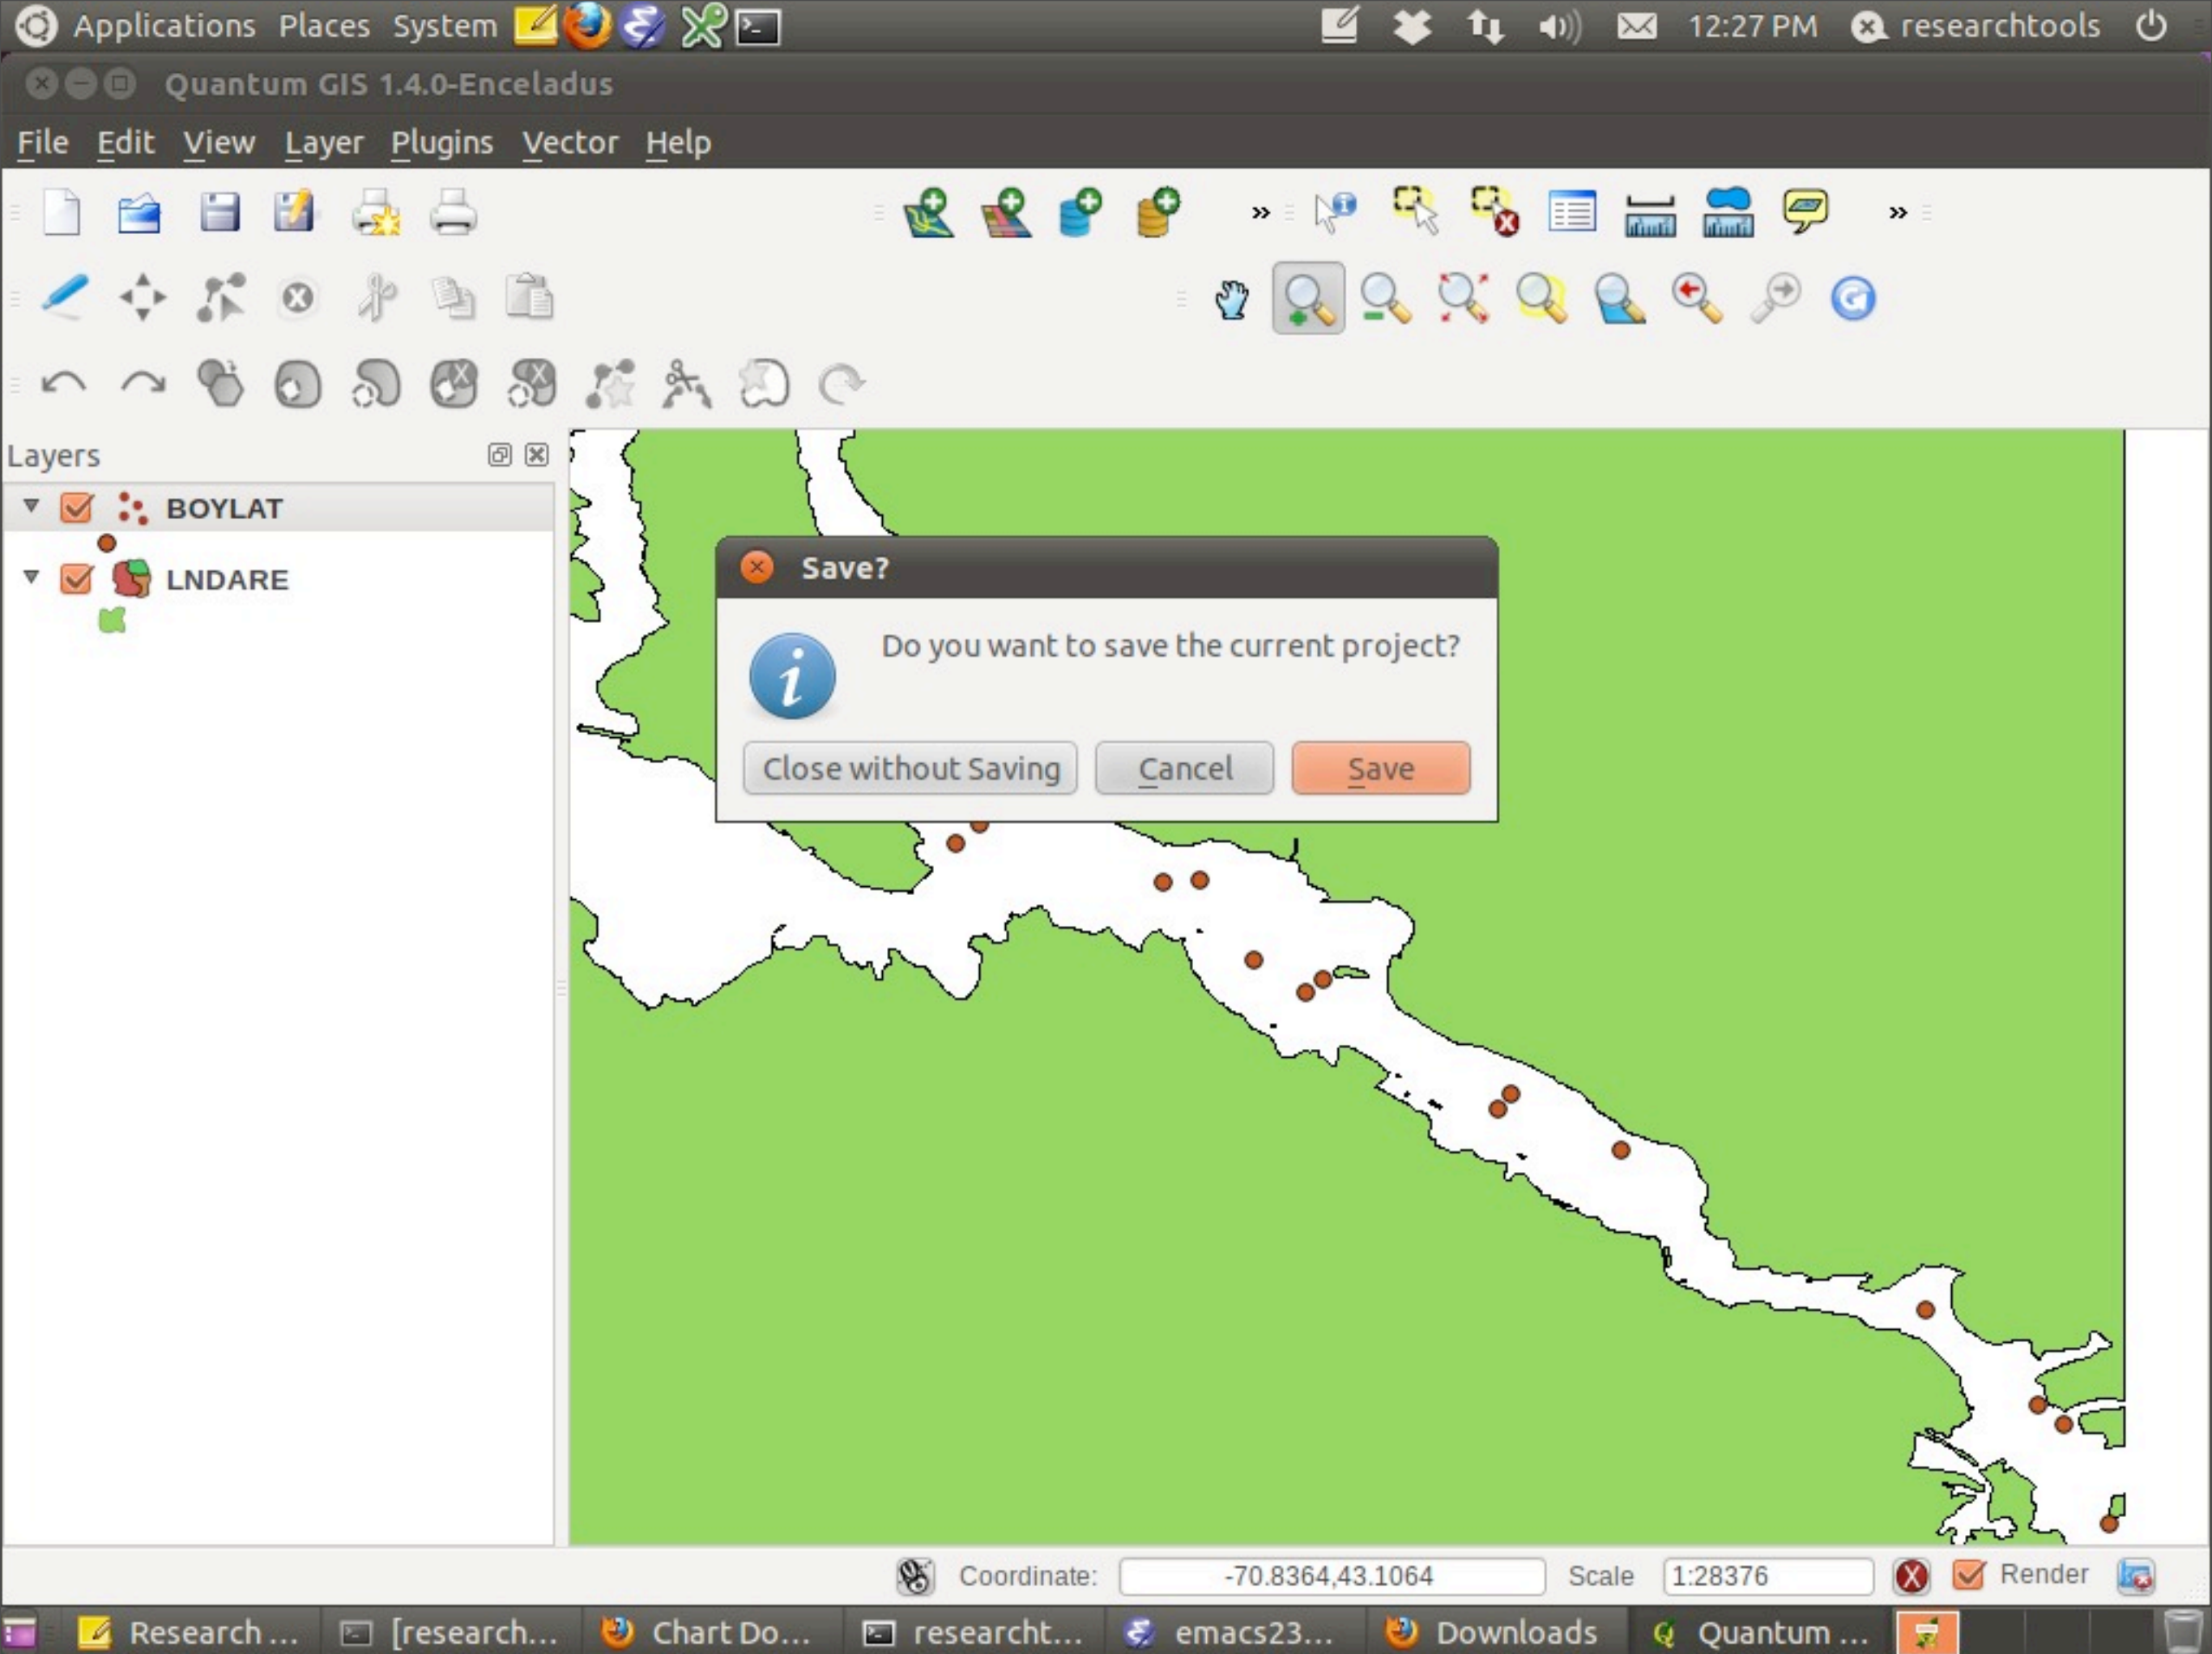 Applications Places System 12:27 PM researchtools
Quantum GIS 1.4.0-Enceladus
File Edit View Layer Plugins Vector Help
Layers
BOYLAT
LNDARE
Save?
Do you want to save the current project?
Close without Saving Cancel Save
Coordinate: -70.8364,43.1064 Scale 1:28376 Render
Research ... [research... Chart Do... researcht... emacs23... Downloads Quantum ...